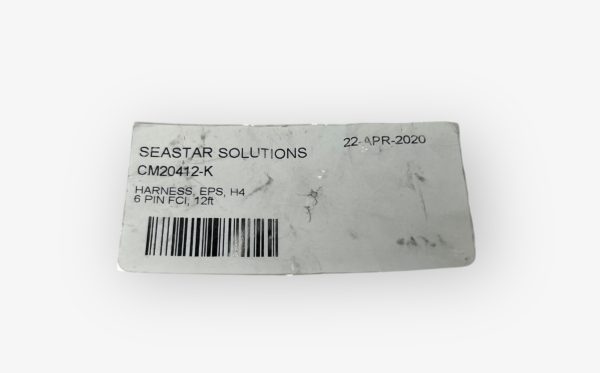 22-APR-2020
SEASTAR SOLUTIONS
CM20412-K
HARNESS, EPS, H4
6 PIN FCI, 12ft